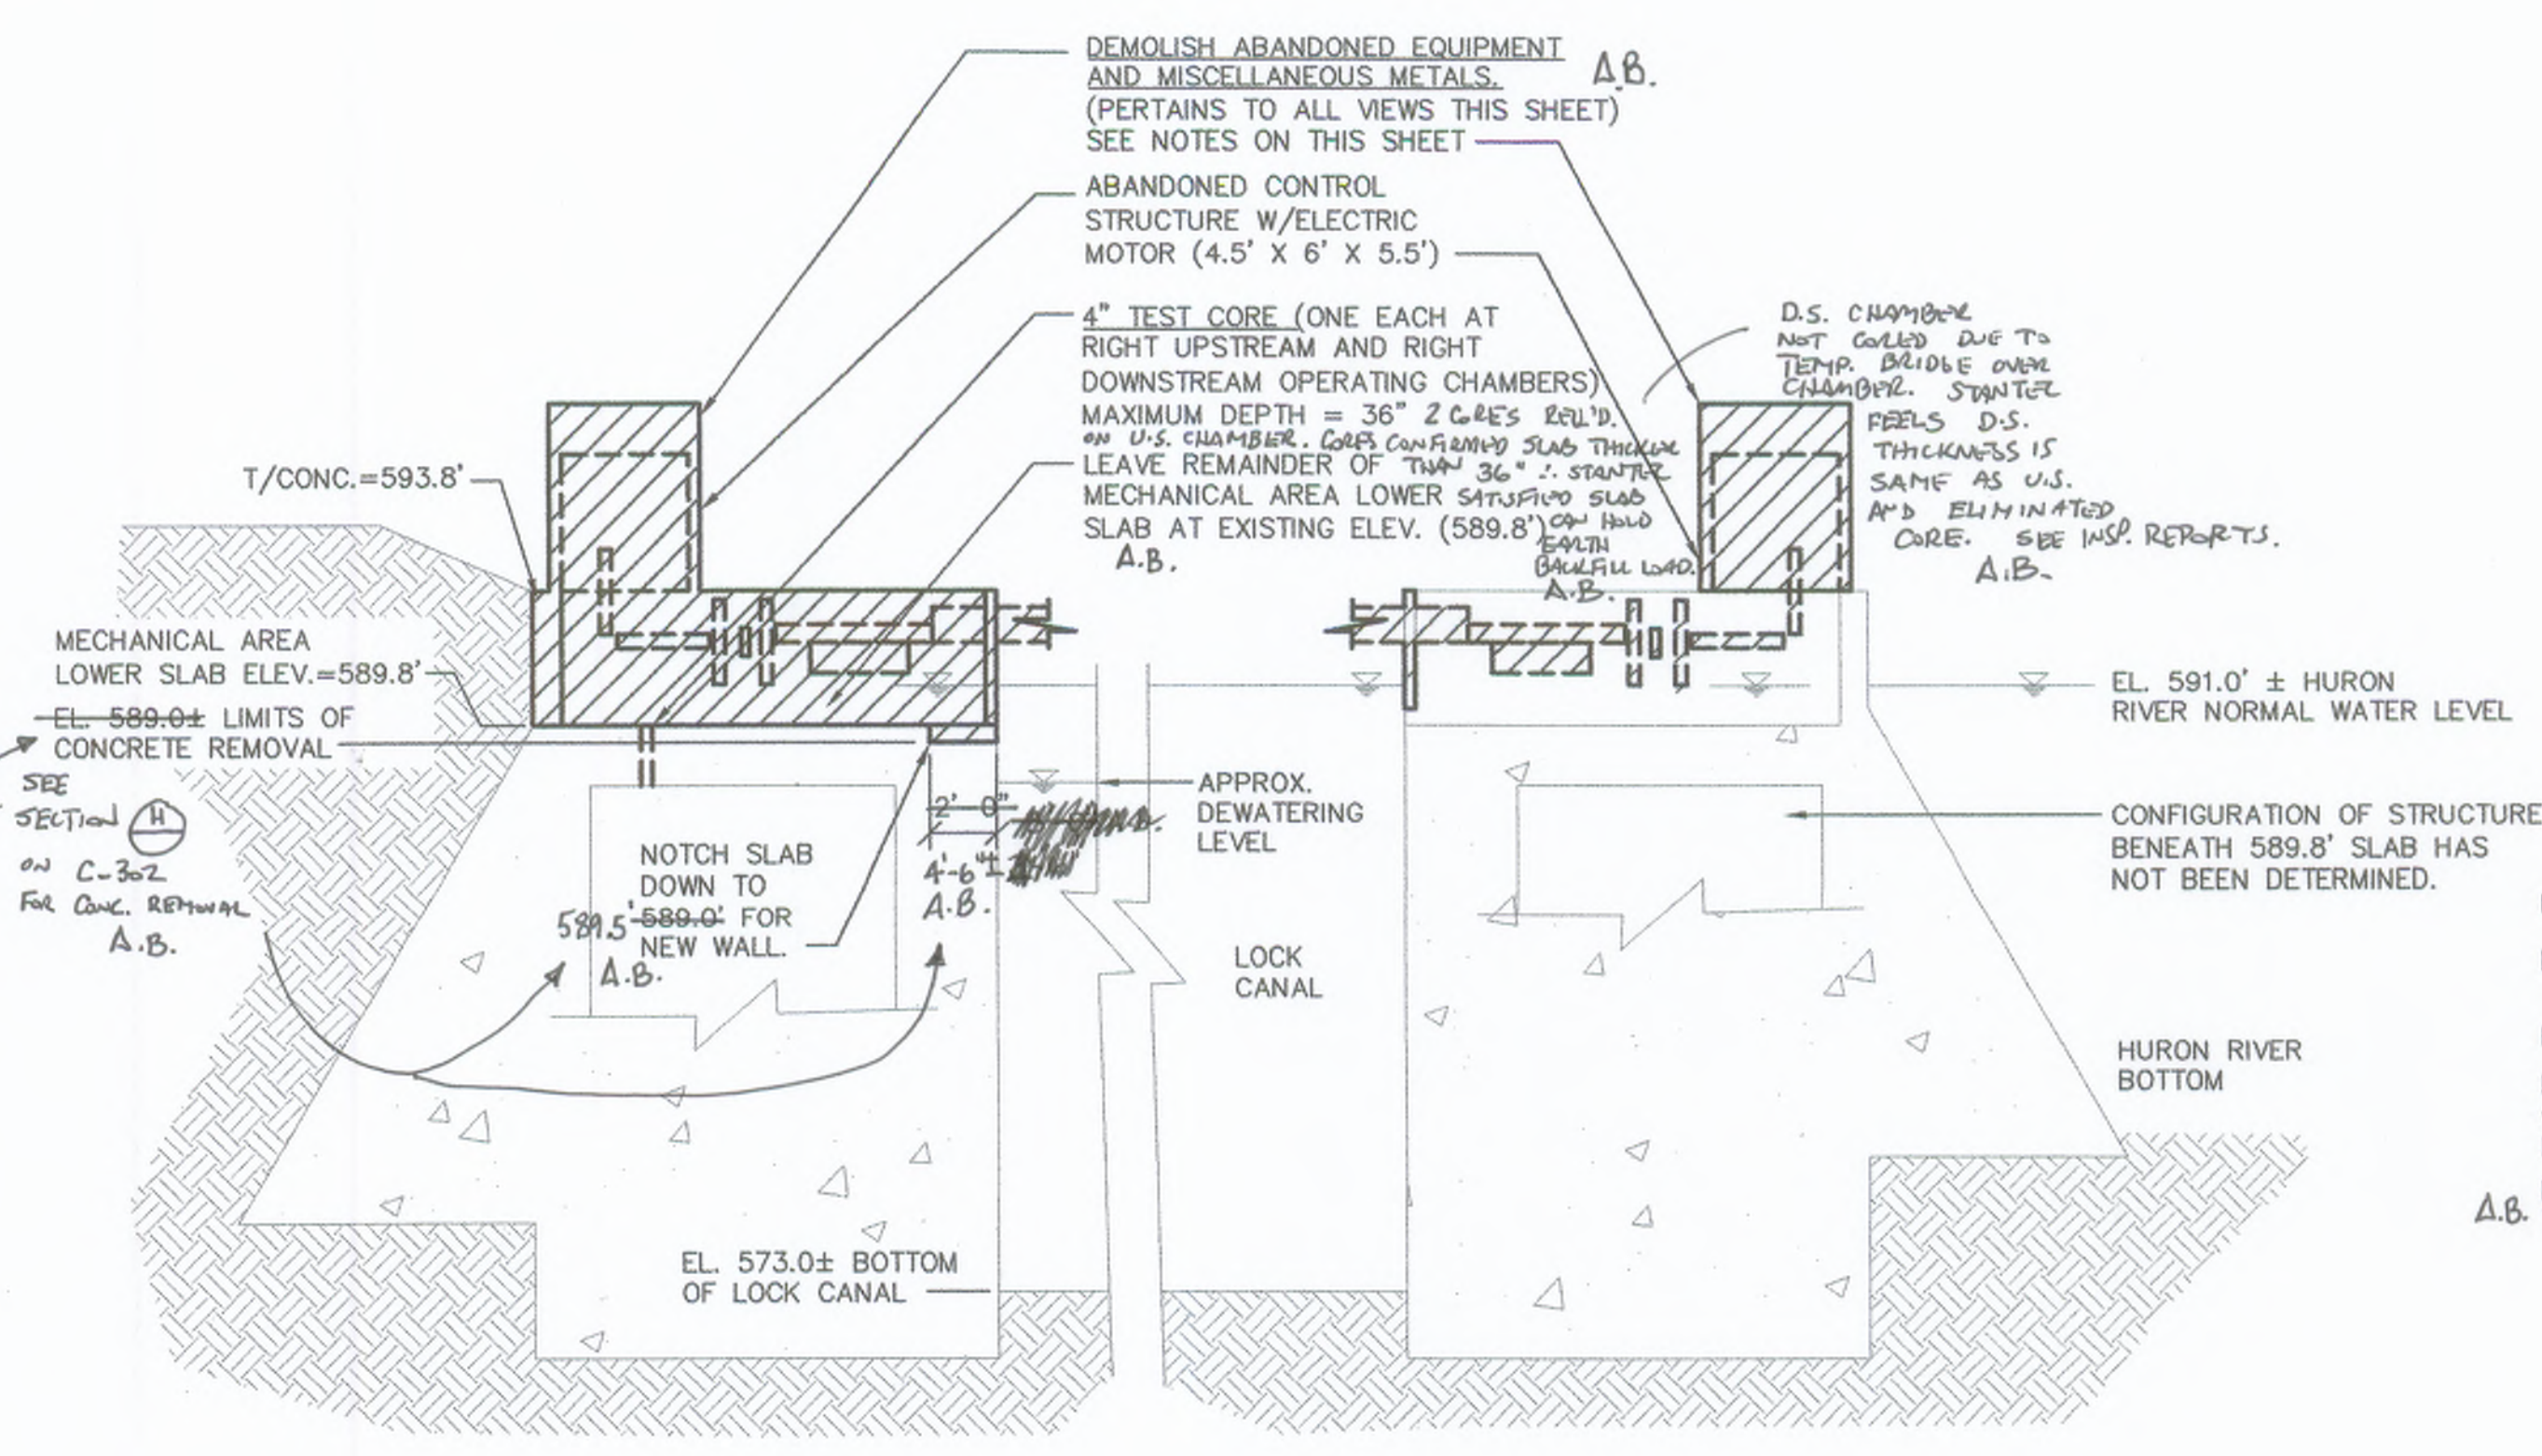 DEMOLISH ABANDONED EQUIPMENT
AND MISCELLANEOUS METALS. A.B.
(PERTAINS TO ALL VIEWS THIS SHEET)
SEE NOTES ON THIS SHEET
ABANDONED CONTROL
STRUCTURE W/ELECTRIC
MOTOR (4.5' X 6' X 5.5')
4" TEST CORE (ONE EACH AT
RIGHT UPSTREAM AND RIGHT
DOWNSTREAM OPERATING CHAMBERS)
MAXIMUM DEPTH = 36" 2 CORES REQ'D.
ON U.S. CHAMBER. CORES CONFIRMED SLAB THICKER
THAN 36" ∴ STANTEC
SATISFIED SLAB
CAN HOLD
EARTH
BACKFILL LOAD.
A.B.
LEAVE REMAINDER OF
MECHANICAL AREA LOWER
SLAB AT EXISTING ELEV. (589.8')
A.B.
D.S. CHAMBER
NOT CORED DUE TO
TEMP. BRIDGE OVER
CHAMBER. STANTEC
FEELS D.S.
THICKNESS IS
SAME AS U.S.
AND ELIMINATED
CORE. SEE INSP. REPORTS.
A.B.
T/CONC.=593.8'
MECHANICAL AREA
LOWER SLAB ELEV.=589.8'
EL. 589.0± LIMITS OF
CONCRETE REMOVAL
SEE
SECTION H
ON C-302
FOR CONC. REMOVAL
A.B.
NOTCH SLAB
DOWN TO
589.5' 589.0' FOR
NEW WALL.
A.B.
2'-0"
4'-6"±
A.B.
APPROX.
DEWATERING
LEVEL
LOCK
CANAL
EL. 573.0± BOTTOM
OF LOCK CANAL
EL. 591.0' ± HURON
RIVER NORMAL WATER LEVEL
CONFIGURATION OF STRUCTURE
BENEATH 589.8' SLAB HAS
NOT BEEN DETERMINED.
HURON RIVER
BOTTOM
A.B.